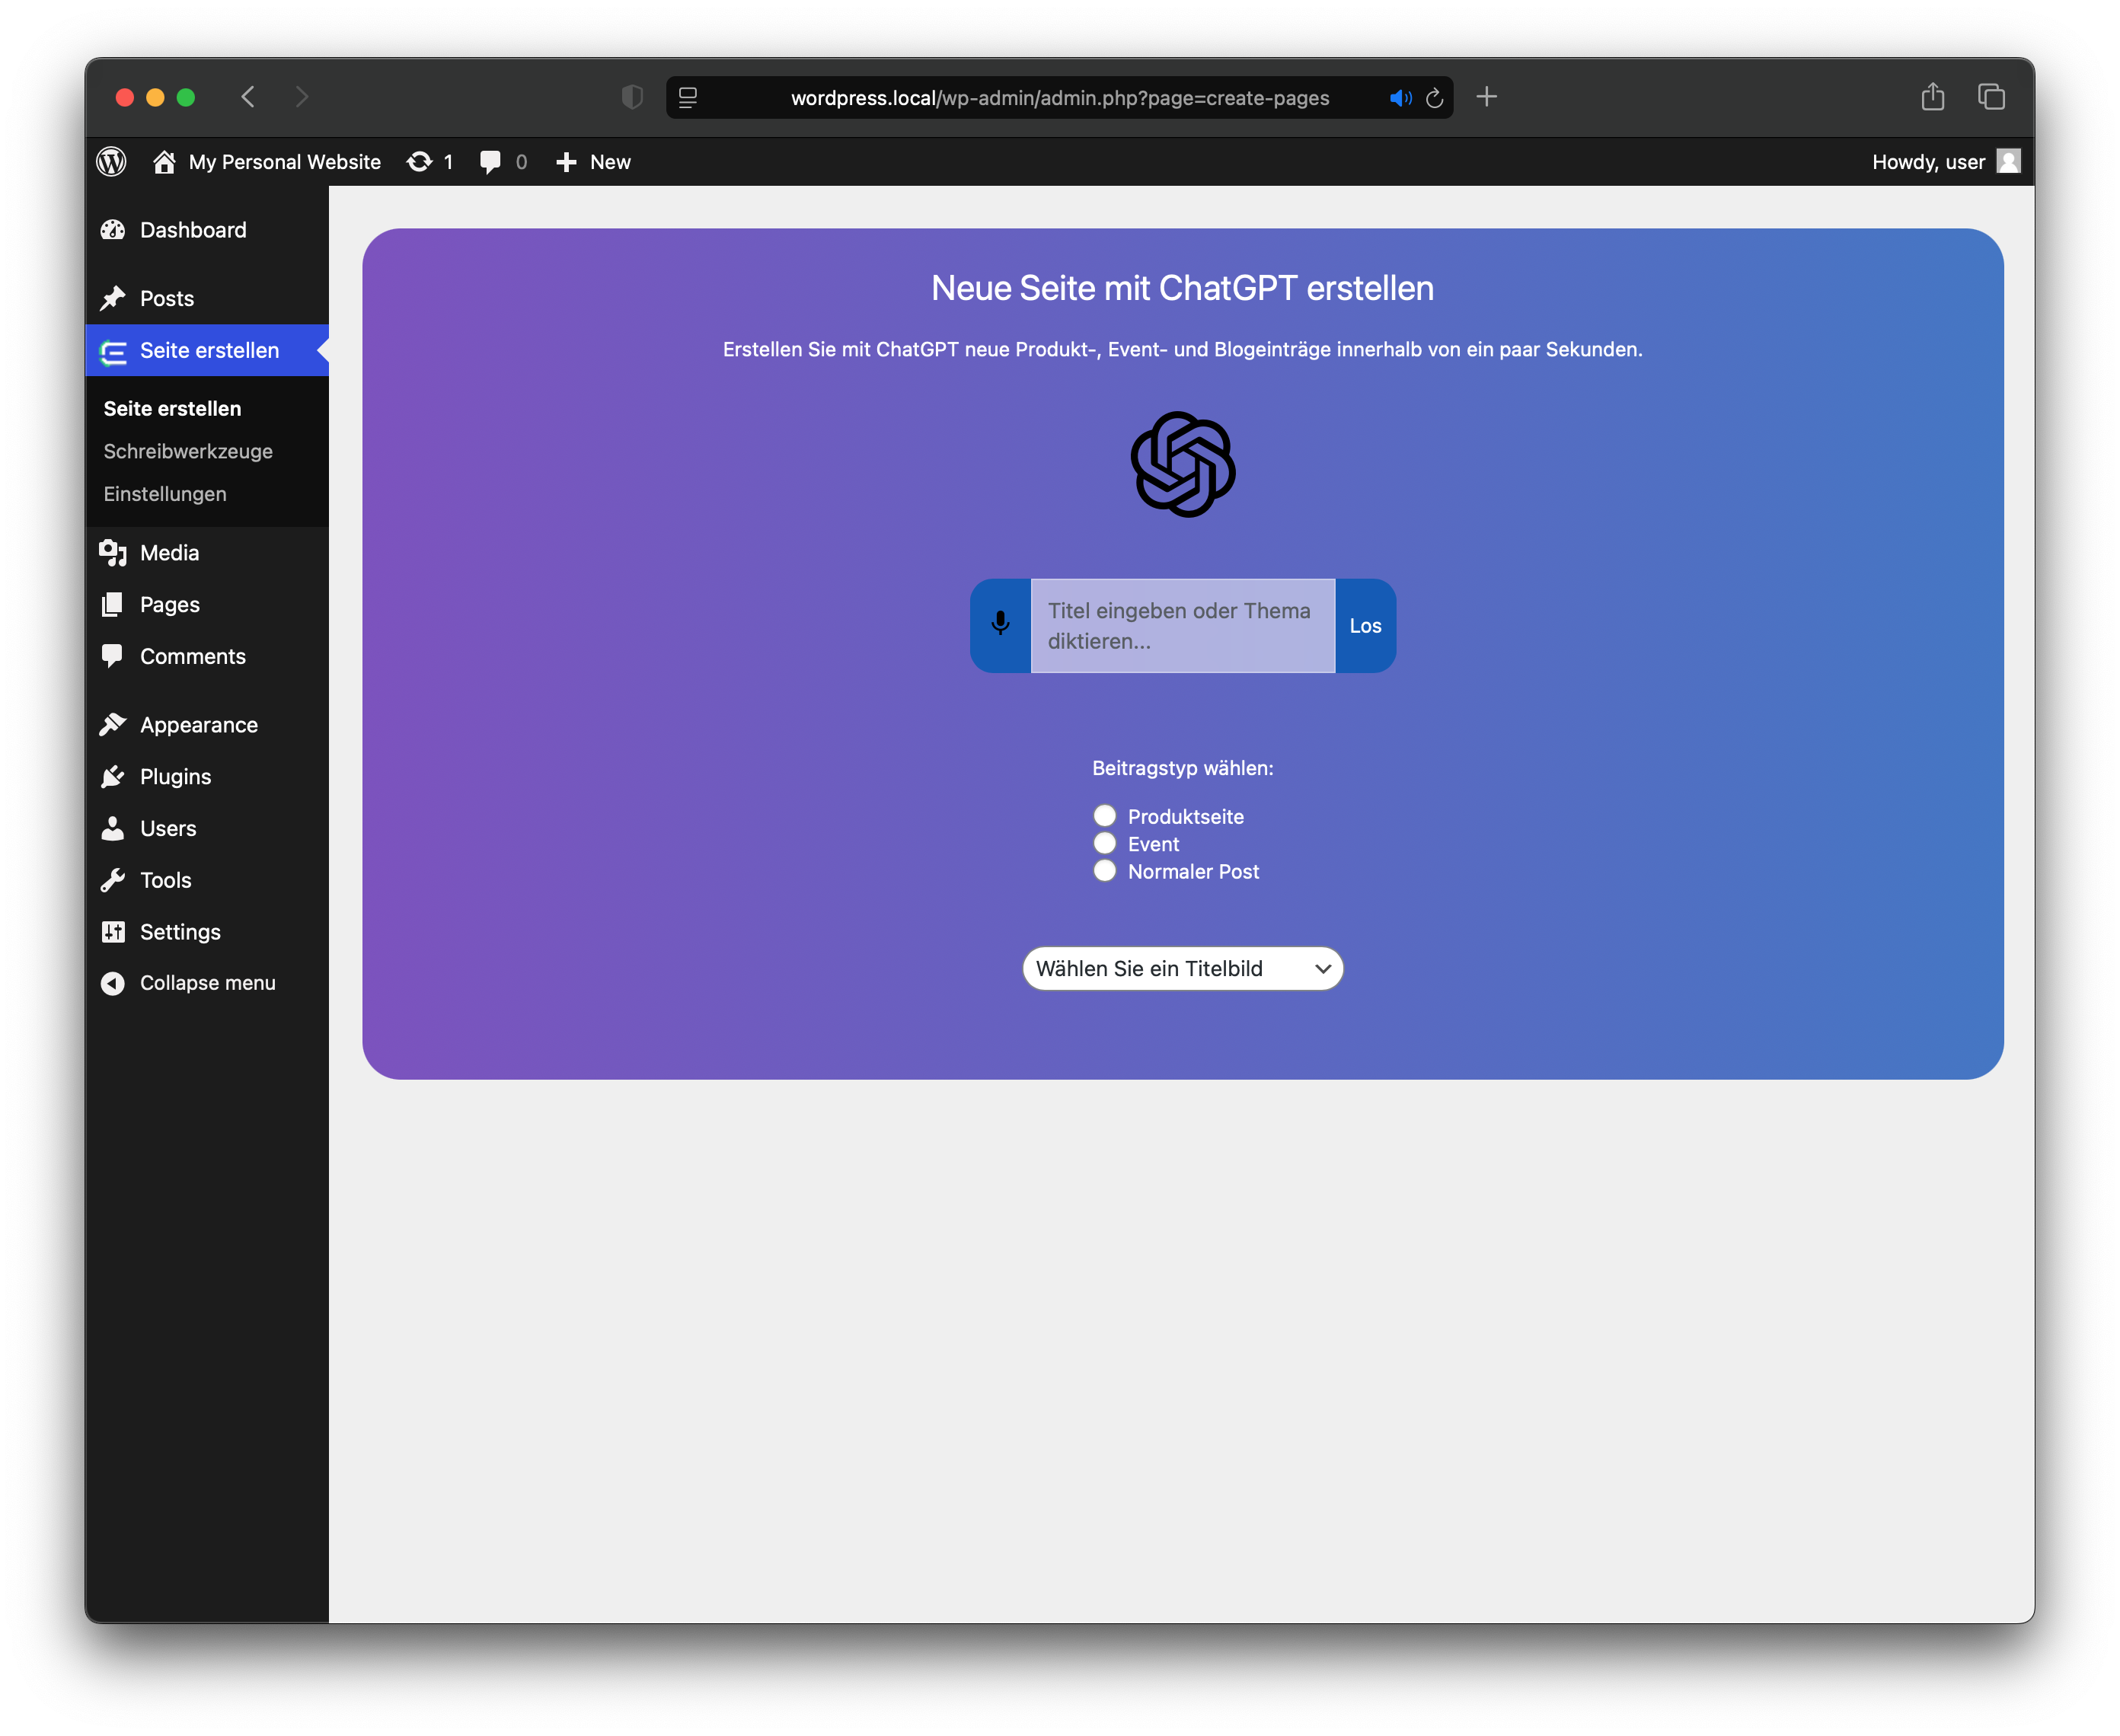 wordpress.local/wp-admin/admin.php?page=create-pages
My Personal Website 1 0 New Howdy, user
Dashboard
Posts
Seite erstellen
Seite erstellen
Schreibwerkzeuge
Einstellungen
Media
Pages
Comments
Appearance
Plugins
Users
Tools
Settings
Collapse menu
Neue Seite mit ChatGPT erstellen
Erstellen Sie mit ChatGPT neue Produkt-, Event- und Blogeinträge innerhalb von ein paar Sekunden.
Titel eingeben oder Thema
diktieren...
Los
Beitragstyp wählen:
Produktseite
Event
Normaler Post
Wählen Sie ein Titelbild